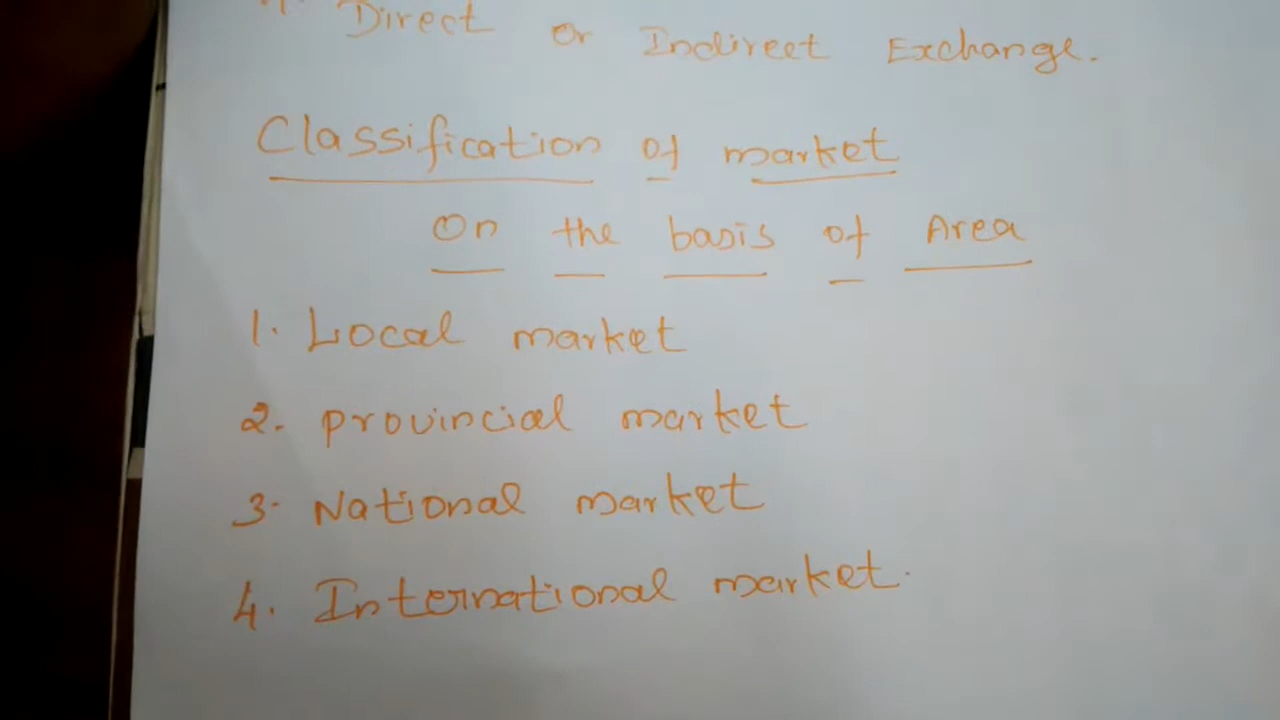 Direct or Indireet Exchange.
Classification of market
On the basis of Area
1. Local market
2. provincial market
3. National market
4. International market.